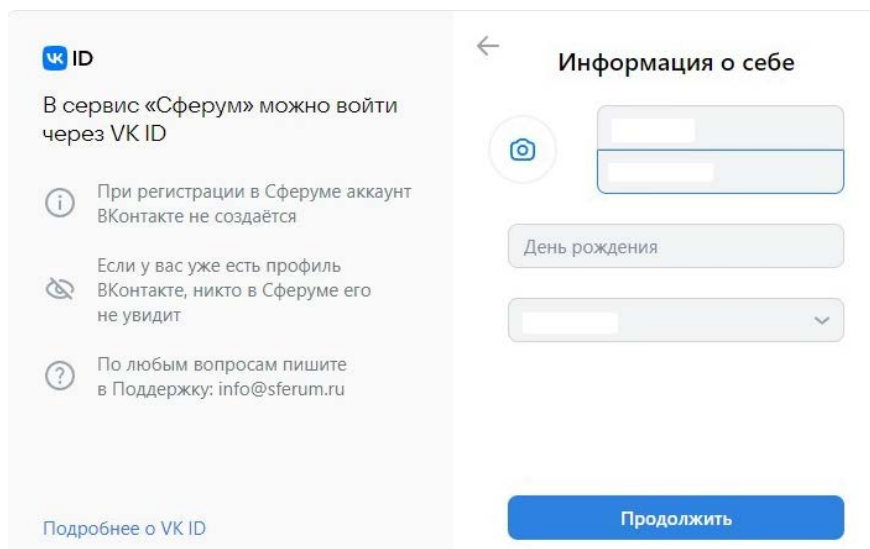 VK ID
В сервис «Сферум» можно войти
через VK ID
При регистрации в Сферуме аккаунт
ВКонтакте не создаётся
Если у вас уже есть профиль
ВКонтакте, никто в Сферуме его
не увидит
По любым вопросам пишите
в Поддержку: info@sferum.ru
Подробнее о VK ID
Информация о себе
День рождения
Продолжить